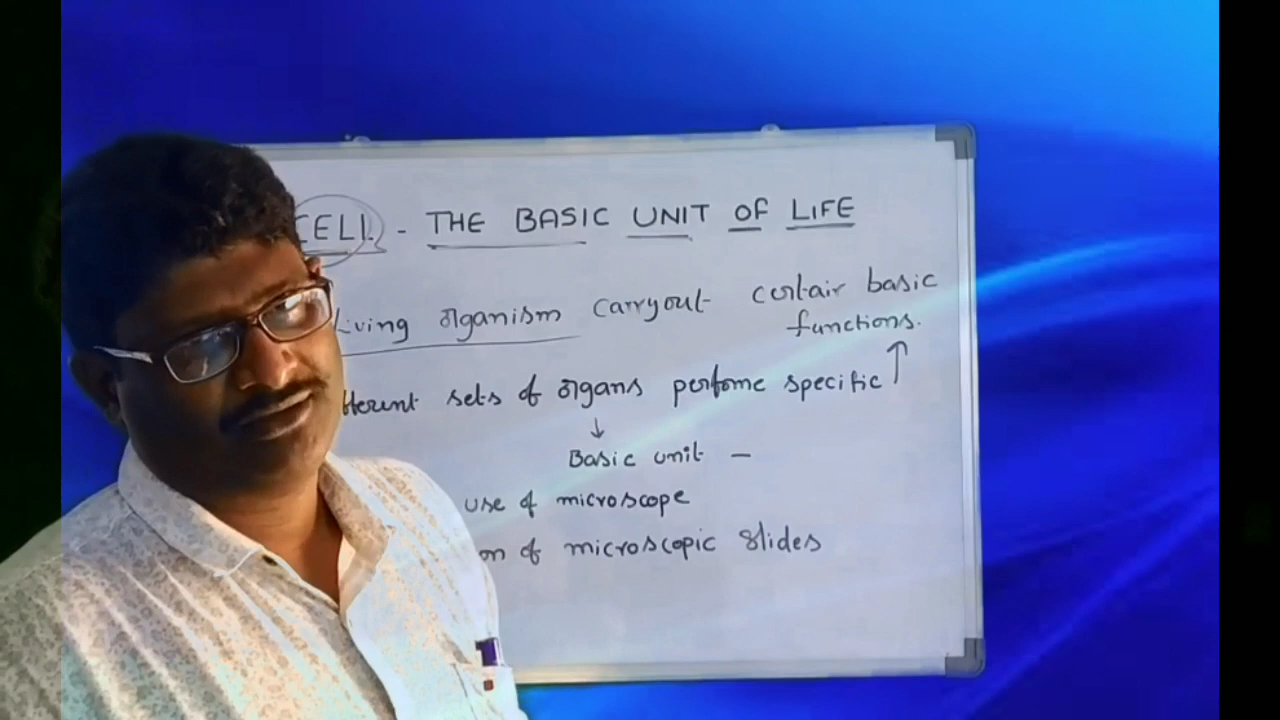 CELL - THE BASIC UNIT OF LIFE
Living organism carryout certain basic
functions.
sets of organs perfome specific
Basic unit -
use of microscope
of microscopic slides